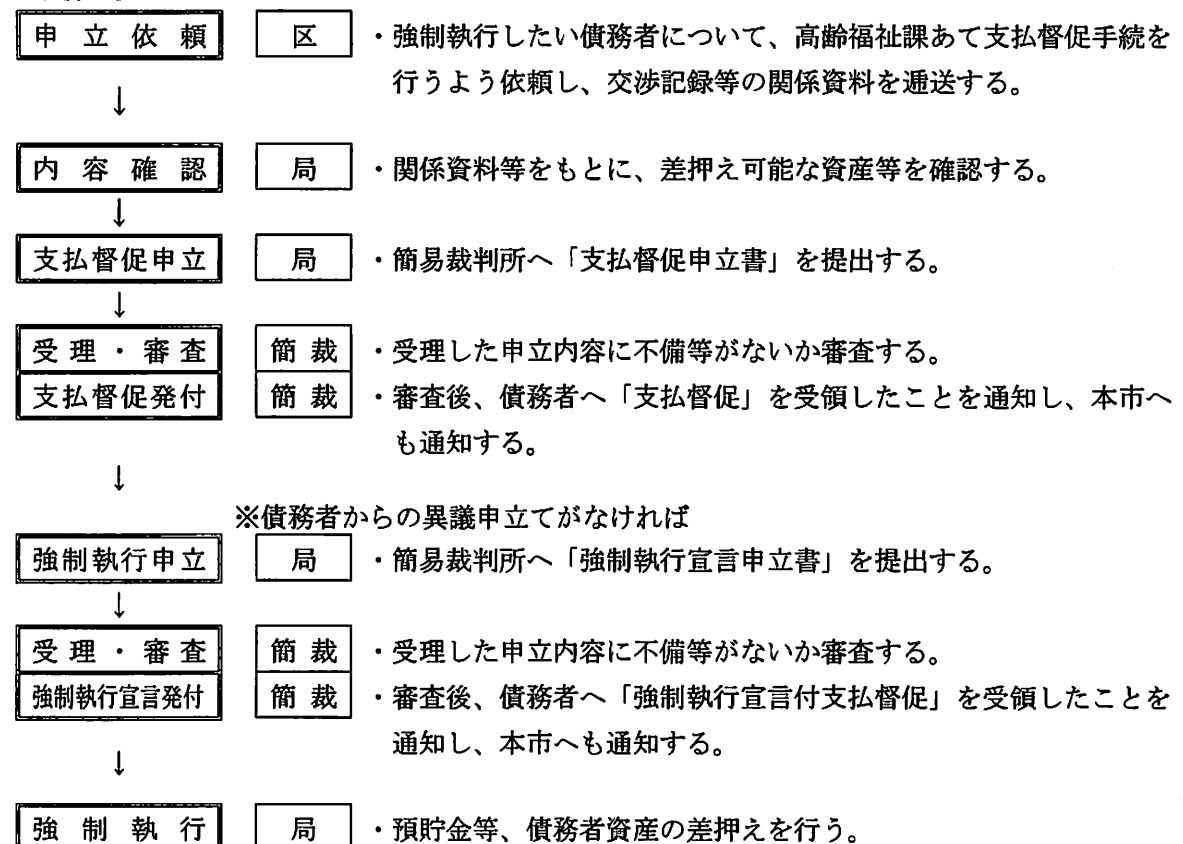 申立依頼 区 ・強制執行したい債務者について、高齢福祉課あて支払督促手続を
行うよう依頼し、交渉記録等の関係資料を逓送する。
↓
内容確認 局 ・関係資料等をもとに、差押え可能な資産等を確認する。
↓
支払督促申立 局 ・簡易裁判所へ「支払督促申立書」を提出する。
↓
受理・審査 簡裁 ・受理した申立内容に不備等がないか審査する。
支払督促発付 簡裁 ・審査後、債務者へ「支払督促」を受領したことを通知し、本市へ
も通知する。
↓
※債務者からの異議申立てがなければ
強制執行申立 局 ・簡易裁判所へ「強制執行宣言申立書」を提出する。
↓
受理・審査 簡裁 ・受理した申立内容に不備等がないか審査する。
強制執行宣言発付 簡裁 ・審査後、債務者へ「強制執行宣言付支払督促」を受領したことを
通知し、本市へも通知する。
↓
強制執行 局 ・預貯金等、債務者資産の差押えを行う。